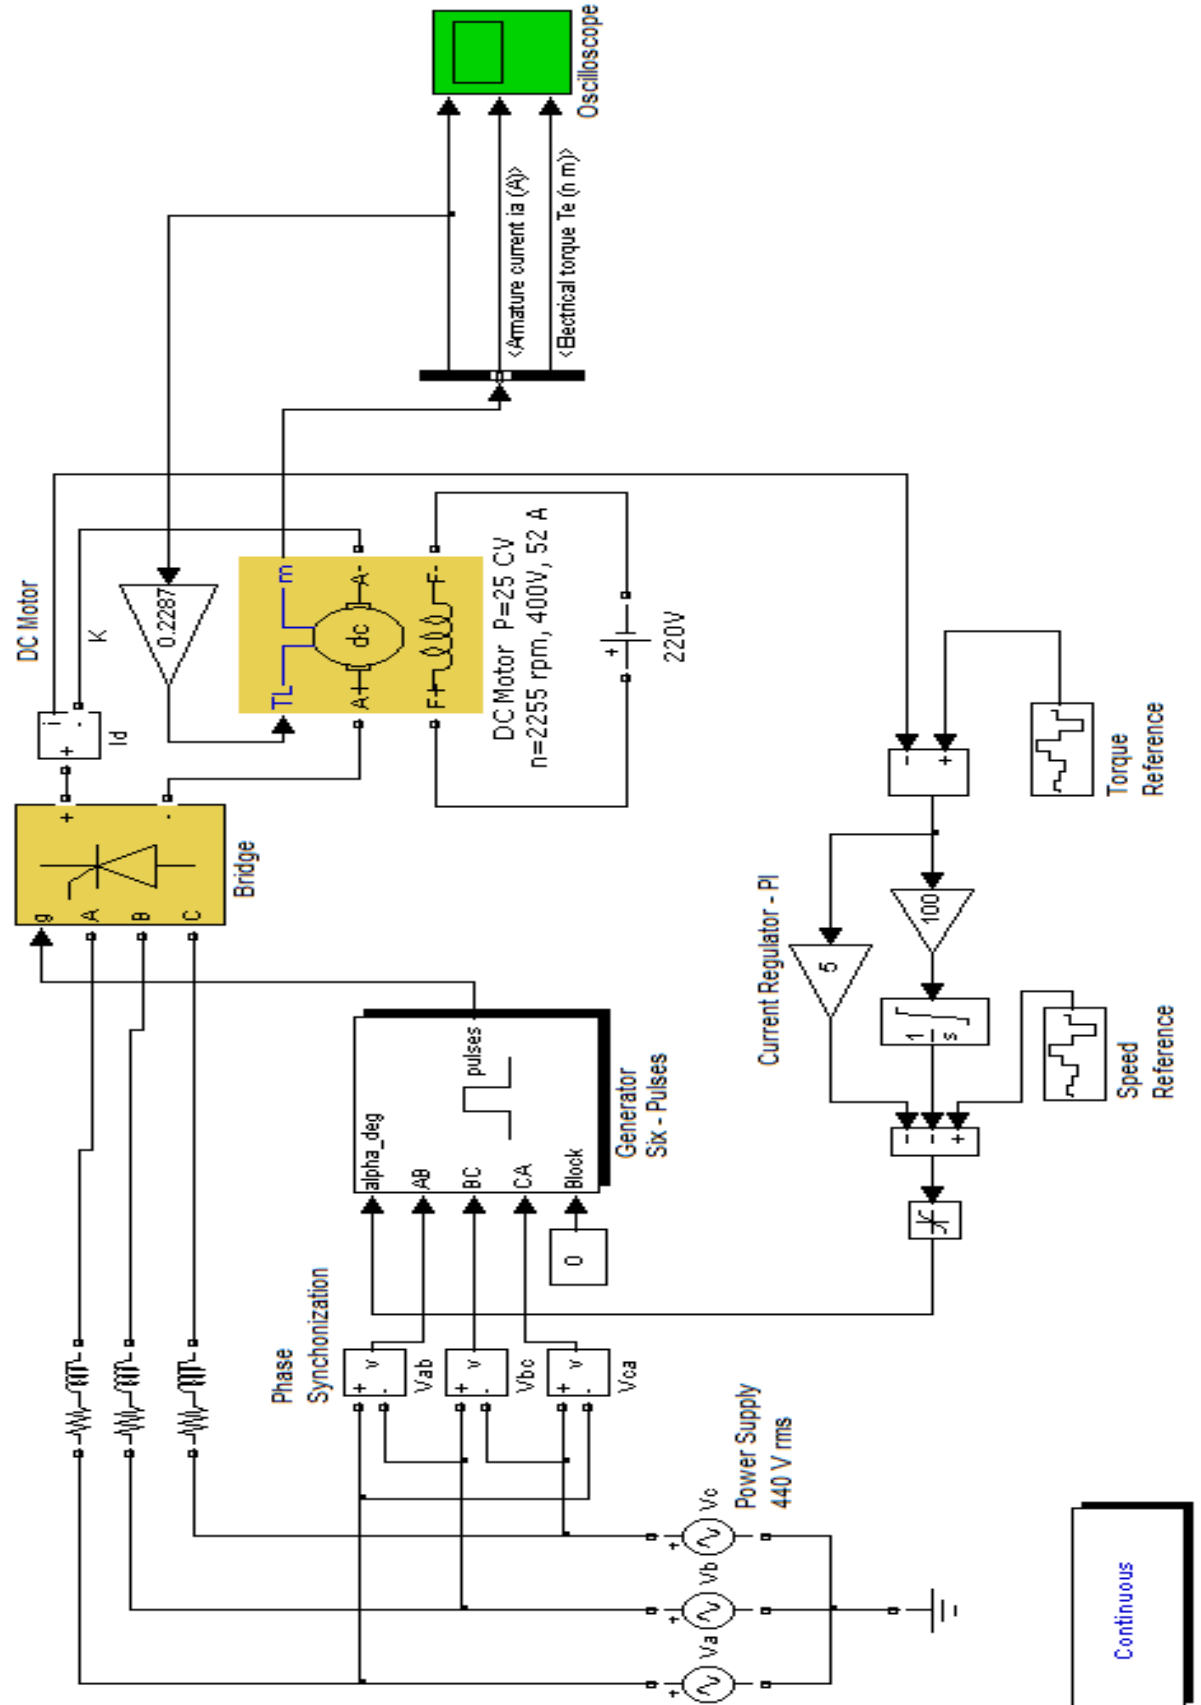 DC Motor
Oscilloscope
<Armature current ia (A)>
<Electrical torque Te (n m)>
K
0.2287
i
+
-
Id
g
A
B
C
+
-
Bridge
TL
m
A+
dc
A-
F+
F-
DC Motor P=25 CV
n=2255 rpm, 400V, 52 A
+
220V
alpha_deg
AB
BC
CA
Block
pulses
Generator
Six - Pulses
0
Phase
Synchonization
+
-
v
Vab
+
-
v
Vbc
+
-
v
Vca
Current Regulator - PI
5
100
1
s
-
+
-
-
+
Torque
Reference
Speed
Reference
+
Va
+
Vb
+
Vc
Power Supply
440 V rms
Continuous